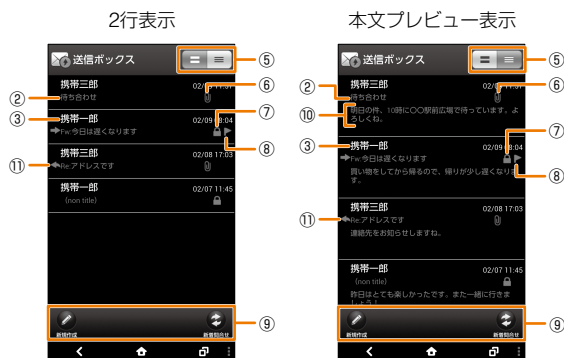 2行表示
送信ボックス
⑤
携帯三郎
⑥
② 待ち合わせ
⑦
③ 携帯一郎 02/09 08:04
Fw:今日は遅くなります
⑧
携帯三郎 02/08 17:03
⑪ Re:アドレスです
携帯一郎 02/07 11:45
(non title)
新規作成 新着問合せ
⑨
本文プレビュー表示
送信ボックス
⑤
携帯三郎
⑥
② 待ち合わせ
⑩ 明日の件、10時に〇〇駅前広場で待っています。よ
ろしくね。
⑦
③ 携帯一郎 02/09 08:04
Fw:今日は遅くなります
⑧
買い物をしてから帰るので、帰りが少し遅くなりま
す。
携帯三郎 02/08 17:03
⑪ Re:アドレスです
連絡先をお知らせしますね。
携帯一郎 02/07 11:45
(non title)
昨日はとても楽しかったです。また一緒に行きま
しょう！
新規作成 新着問合せ
⑨